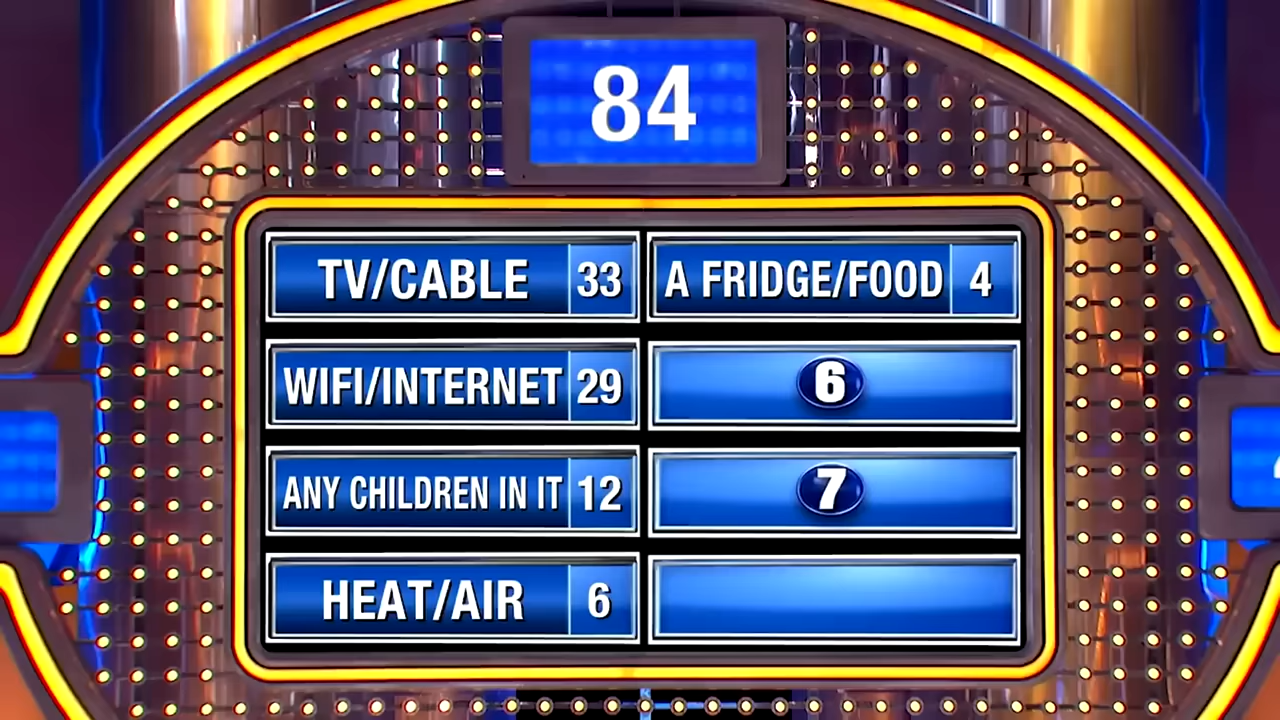 84
TV/CABLE 33
WIFI/INTERNET 29
ANY CHILDREN IN IT 12
HEAT/AIR 6
A FRIDGE/FOOD 4
6
7